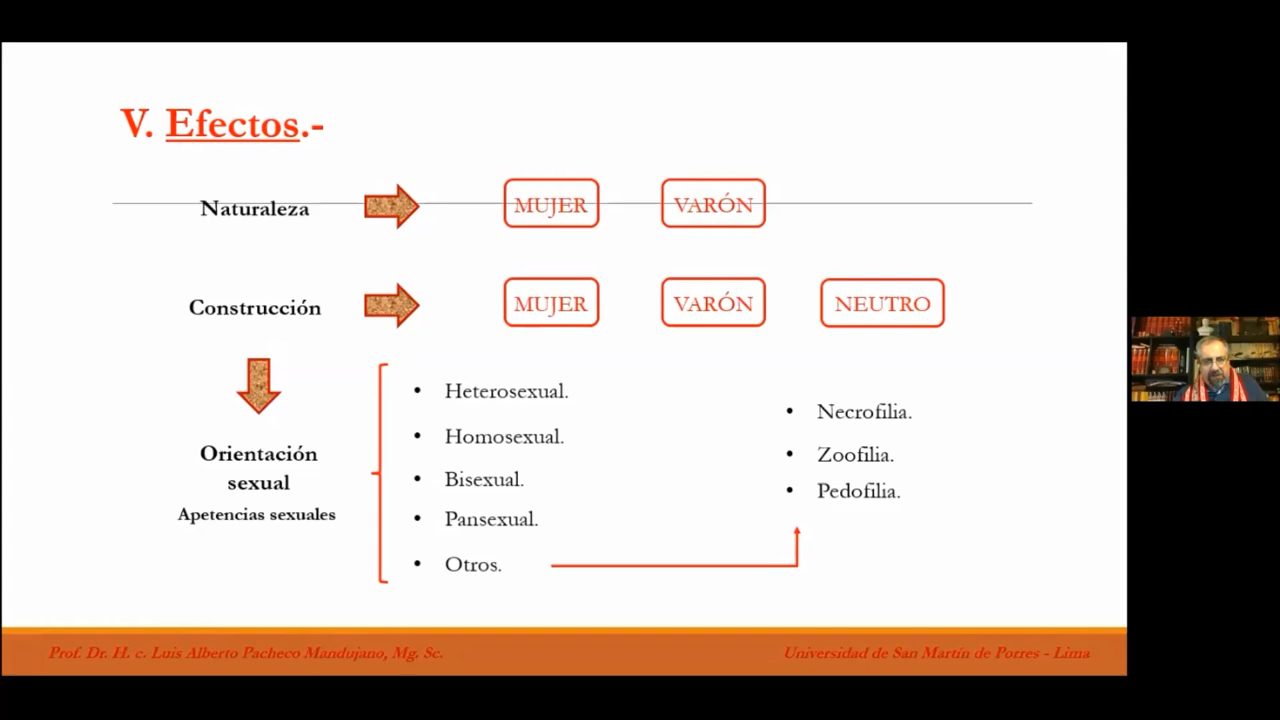 V. Efectos.-
Naturaleza
MUJER
VARÓN
Construcción
MUJER
VARÓN
NEUTRO
Orientación
sexual
Apetencias sexuales
• Heterosexual.
• Homosexual.
• Bisexual.
• Pansexual.
• Otros.
• Necrofilia.
• Zoofilia.
• Pedofilia.
Prof. Dr. H. c. Luis Alberto Pacheco Mandujano, Mg. Sc.
Universidad de San Martín de Porres - Lima